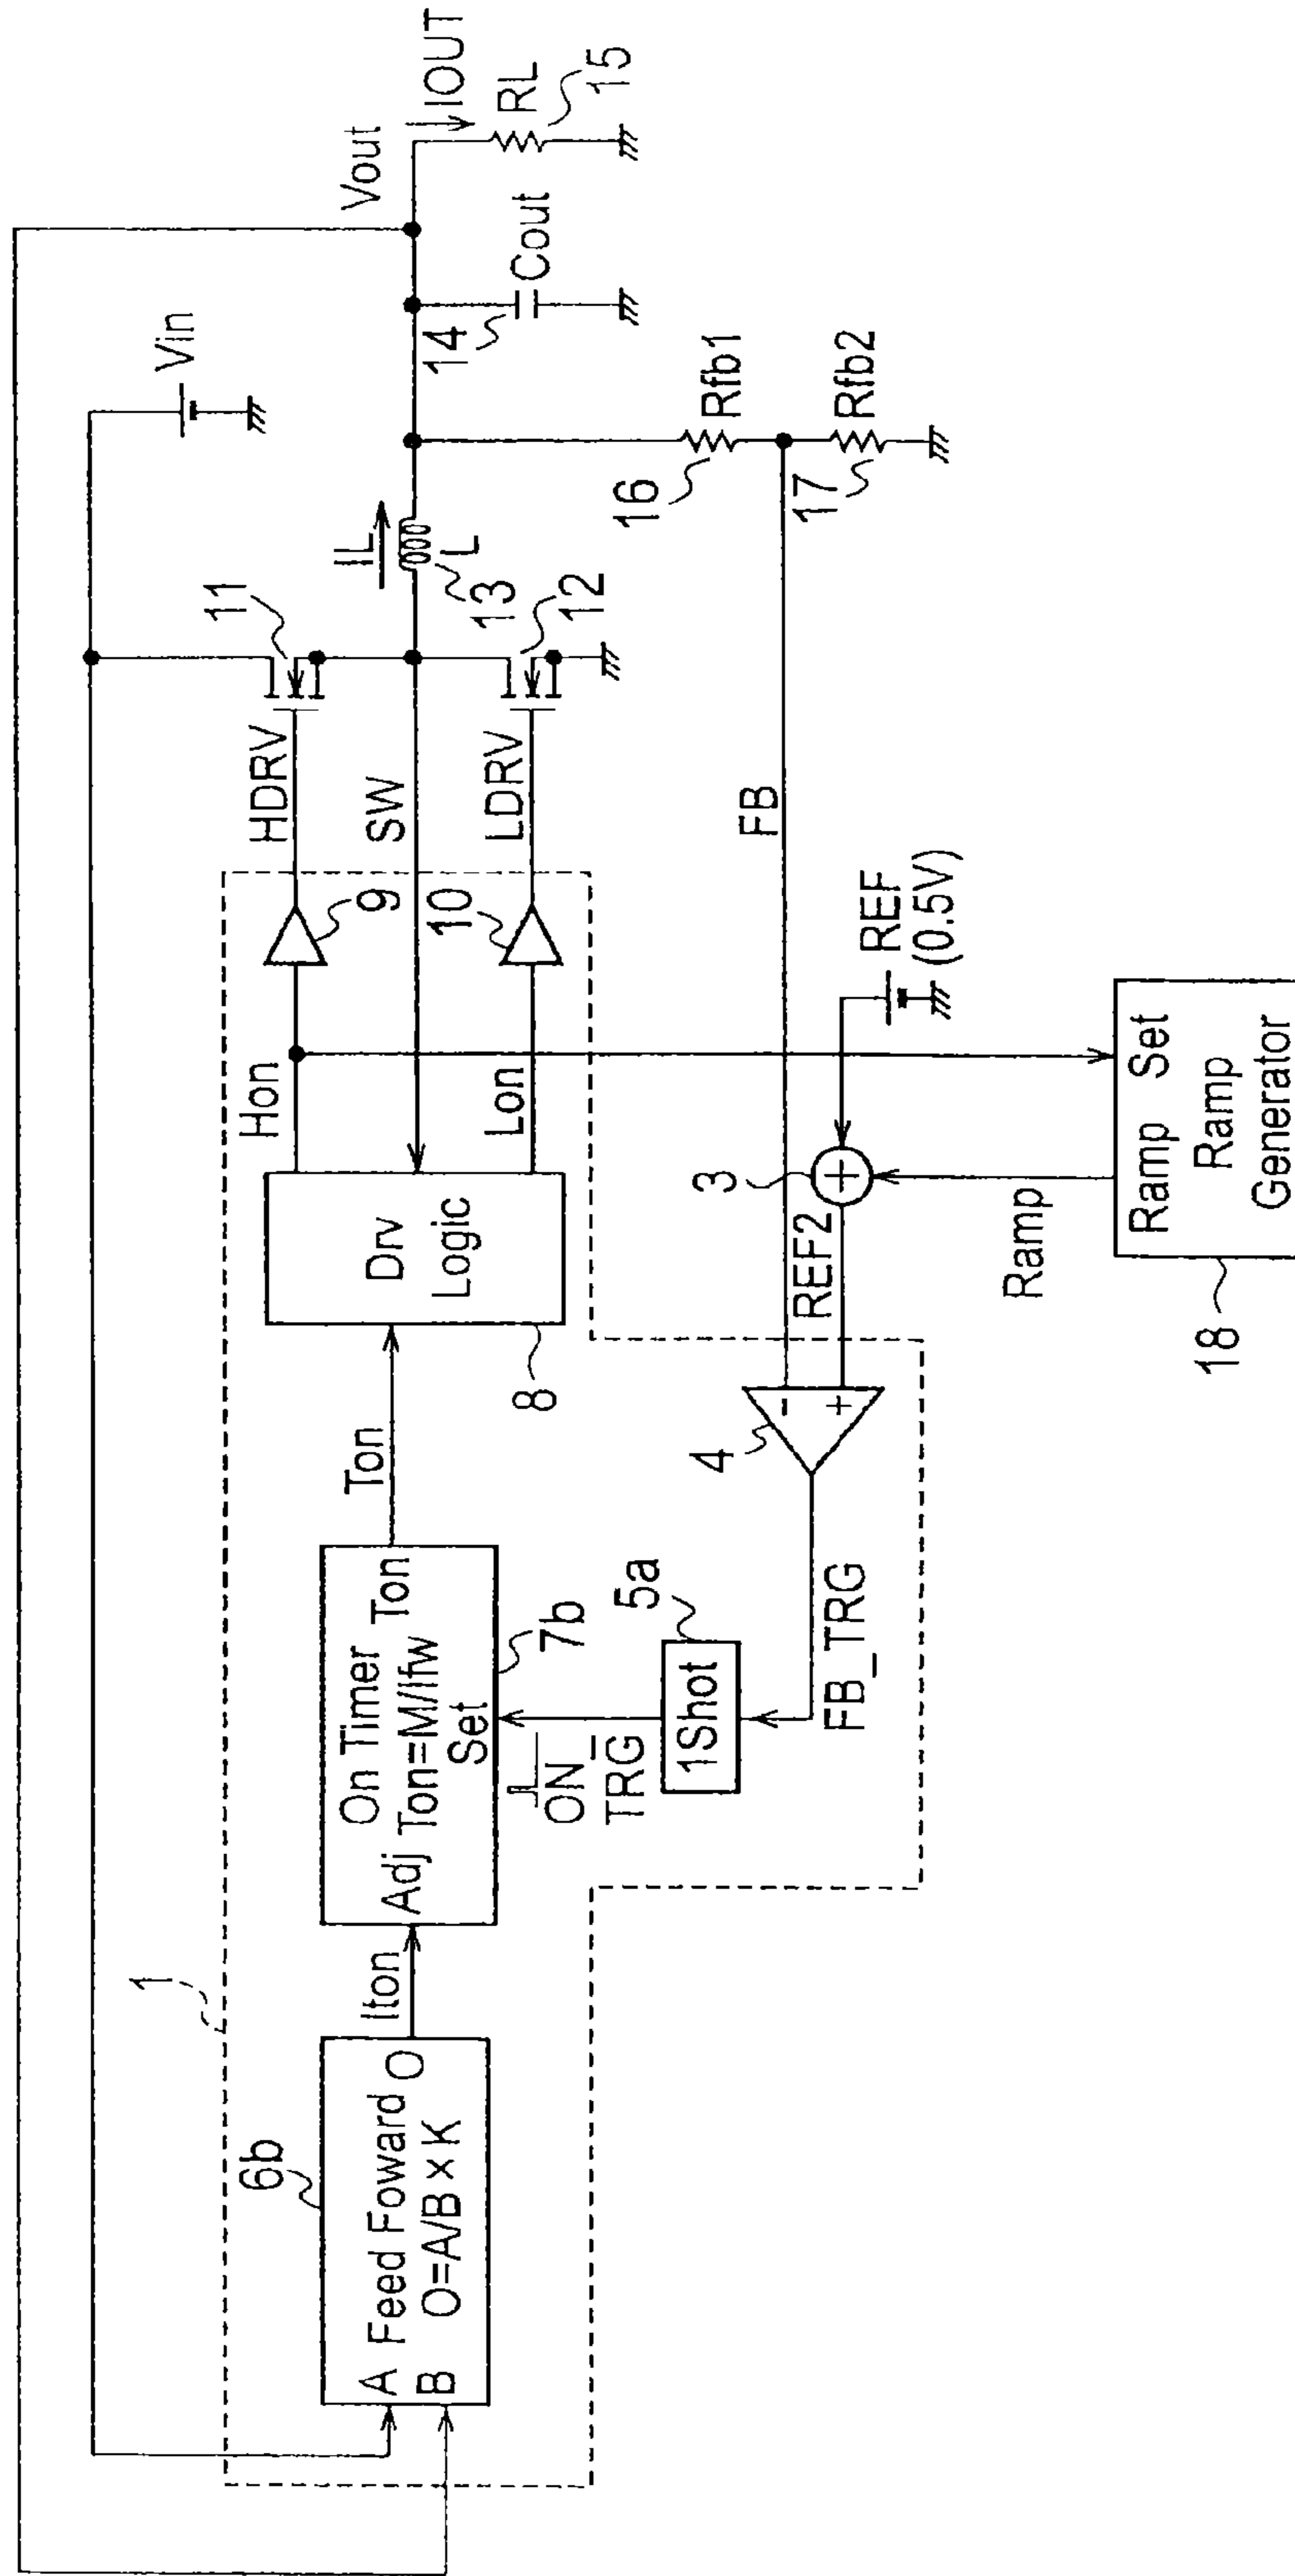 1
6b
A Feed Foward O
O=A/B×K
B
Iton
On Timer
Adj Ton=M/Ifw Ton
Set
7b
Ton
ON_
TRG
1Shot
5a
FB_TRG
Drv
Logic
8
Hon
Lon
9
10
HDRV
SW
LDRV
11
12
IL
L
13
Vin
Vout
IOUT
RL
15
14
Cout
16
Rfb1
17
Rfb2
FB
4
-
+
REF2
3
+
REF
(0.5V)
Ramp
Ramp Set
Ramp
Generator
18